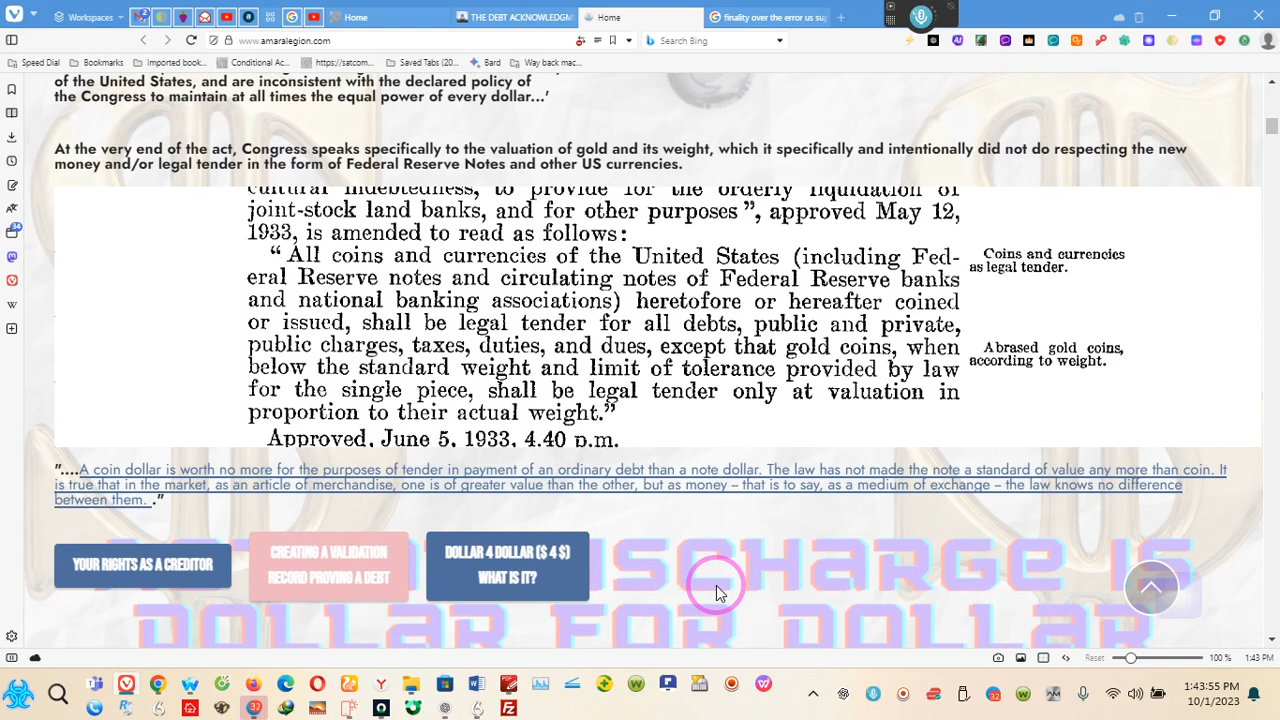 Workspaces
Home
THE DEBT ACKNOWLEDGM
Home
finality over the error us su
www.amaralegion.com
Search Bing
Speed Dial
Bookmarks
Imported book...
Conditional Ac...
https://satcom...
Saved Tabs (20...
Bard
Way back mac...
of the United States, and are inconsistent with the declared policy of
the Congress to maintain at all times the equal power of every dollar...'
At the very end of the act, Congress speaks specifically to the valuation of gold and its weight, which it specifically and intentionally did not do respecting the new
money and/or legal tender in the form of Federal Reserve Notes and other US currencies.
cultural indebtedness, to provide for the orderly liquidation of
joint-stock land banks, and for other purposes", approved May 12,
1933, is amended to read as follows:
"All coins and currencies of the United States (including Fed-
eral Reserve notes and circulating notes of Federal Reserve banks
and national banking associations) heretofore or hereafter coined
or issued, shall be legal tender for all debts, public and private,
public charges, taxes, duties, and dues, except that gold coins, when
below the standard weight and limit of tolerance provided by law
for the single piece, shall be legal tender only at valuation in
proportion to their actual weight."
Approved, June 5, 1933, 4.40 p.m.
Coins and currencies
as legal tender.
Abrased gold coins,
according to weight.
"....A coin dollar is worth no more for the purposes of tender in payment of an ordinary debt than a note dollar. The law has not made the note a standard of value any more than coin. It
is true that in the market, as an article of merchandise, one is of greater value than the other, but as money -- that is to say, as a medium of exchange -- the law knows no difference
between them. ."
YOUR RIGHTS AS A CREDITOR
CREATING A VALIDATION
RECORD PROVING A DEBT
DOLLAR 4 DOLLAR ($ 4 $)
WHAT IS IT?
ISCHARGE IS
DOLLAR FOR DOLLAR
Reset
100 %
1:43 PM
1:43:55 PM
10/1/2023